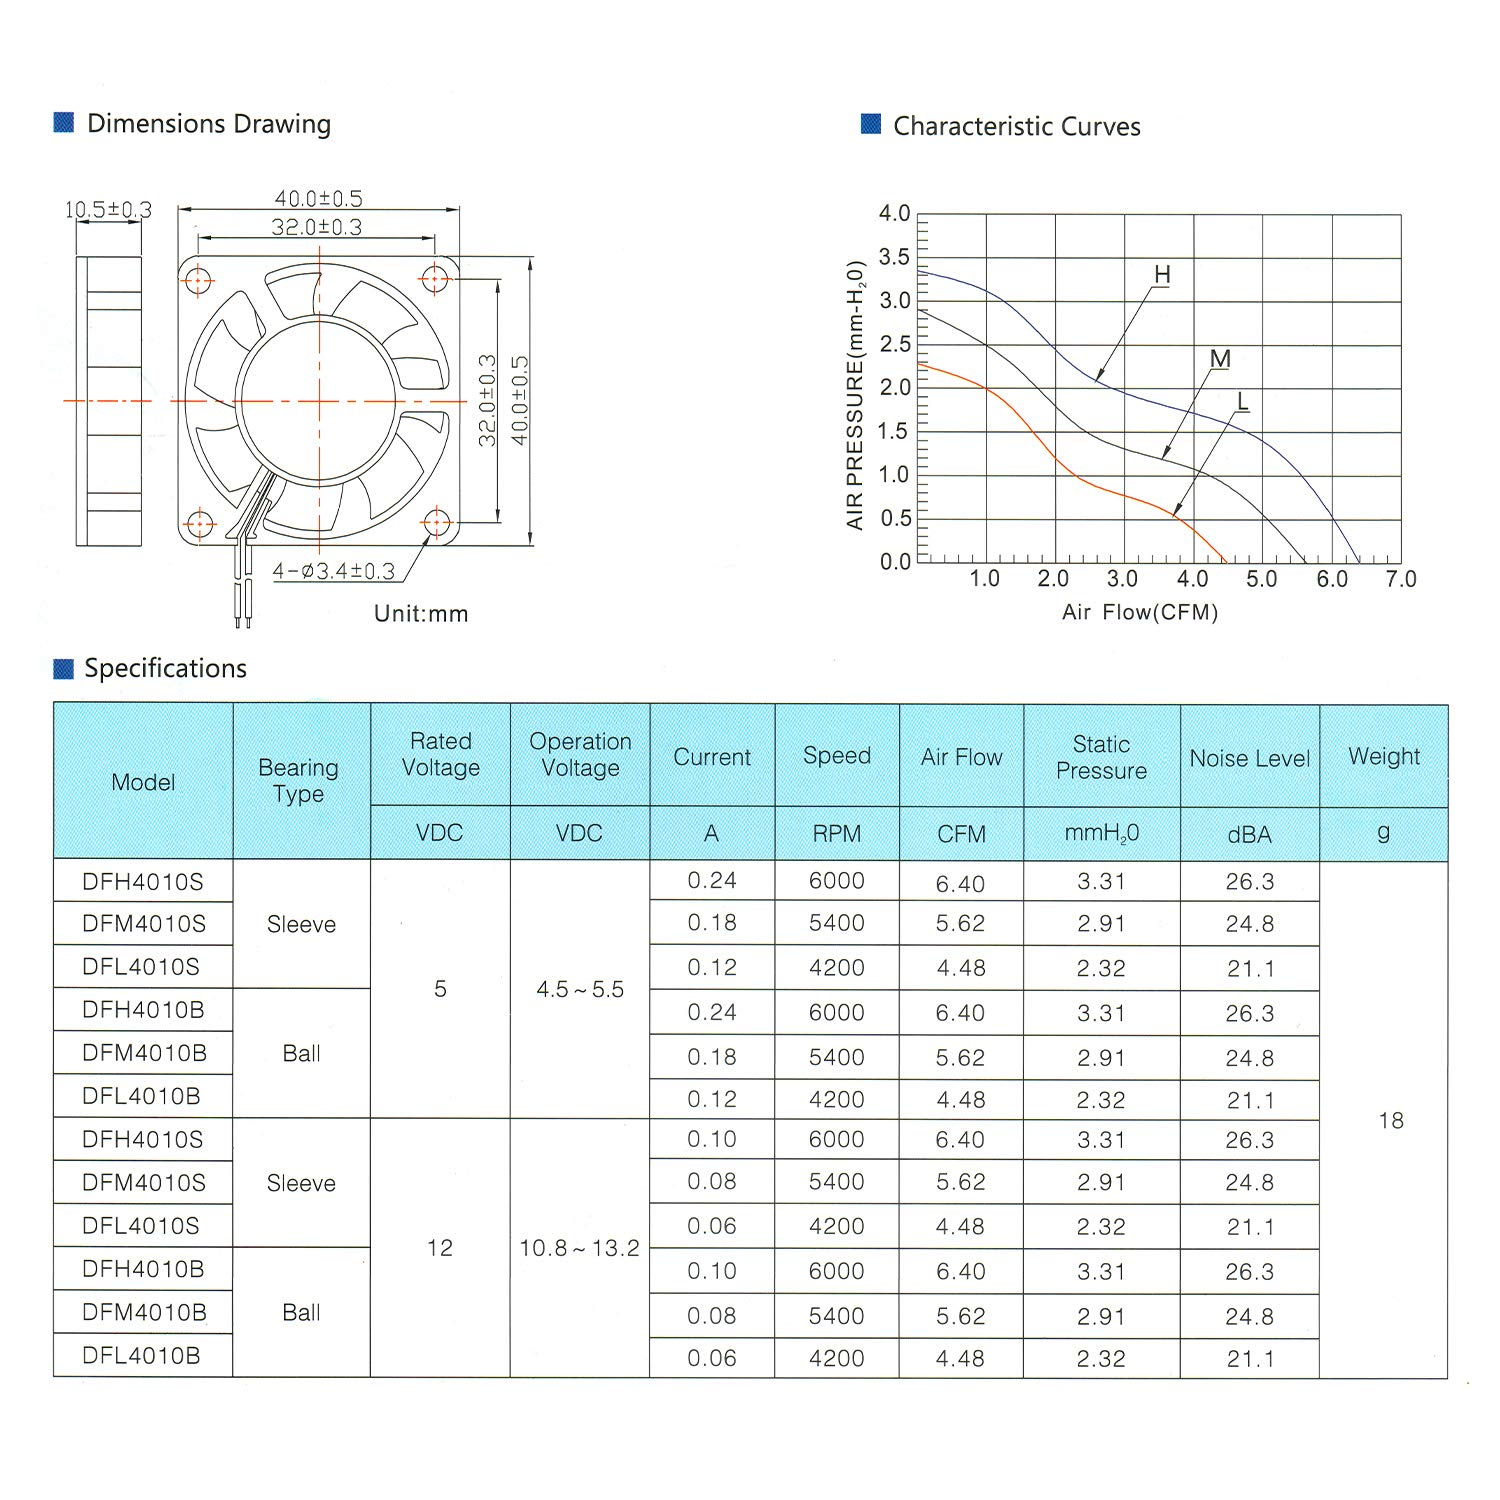 Dimensions Drawing
10.5±0.3
40.0±0.5
32.0±0.3
32.0±0.3
40.0±0.5
4-Ø3.4±0.3
Unit:mm
Characteristic Curves
AIR PRESSURE(mm-H₂0)
4.0
3.5
3.0
2.5
2.0
1.5
1.0
0.5
0.0
H
M
L
1.0 2.0 3.0 4.0 5.0 6.0 7.0
Air Flow(CFM)
Specifications
Model Bearing Type Rated Voltage Operation Voltage Current Speed Air Flow Static Pressure Noise Level Weight
VDC VDC A RPM CFM mmH₂0 dBA g
DFH4010S Sleeve 5 4.5~5.5 0.24 6000 6.40 3.31 26.3 18
DFM4010S 0.18 5400 5.62 2.91 24.8
DFL4010S 0.12 4200 4.48 2.32 21.1
DFH4010B Ball 0.24 6000 6.40 3.31 26.3
DFM4010B 0.18 5400 5.62 2.91 24.8
DFL4010B 0.12 4200 4.48 2.32 21.1
DFH4010S Sleeve 12 10.8~13.2 0.10 6000 6.40 3.31 26.3
DFM4010S 0.08 5400 5.62 2.91 24.8
DFL4010S 0.06 4200 4.48 2.32 21.1
DFH4010B Ball 0.10 6000 6.40 3.31 26.3
DFM4010B 0.08 5400 5.62 2.91 24.8
DFL4010B 0.06 4200 4.48 2.32 21.1